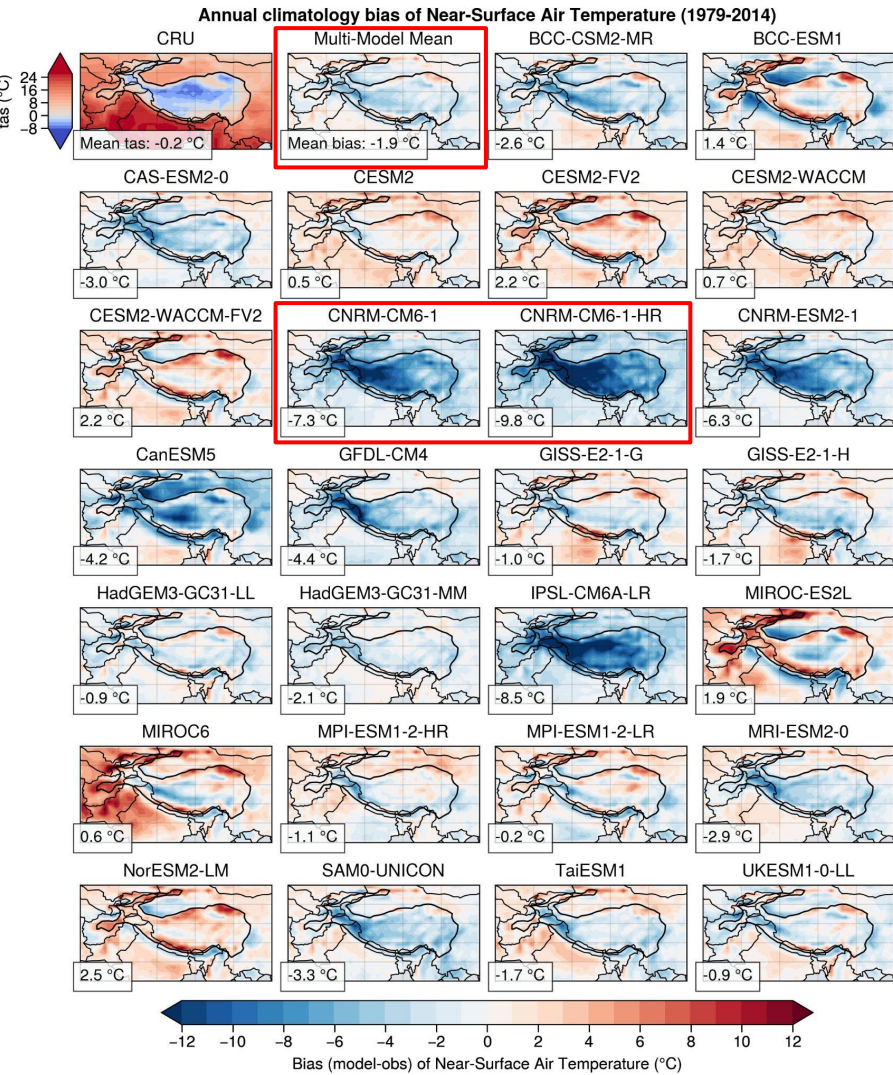 Annual climatology bias of Near-Surface Air Temperature (1979-2014)
CRU
Multi-Model Mean
BCC-CSM2-MR
BCC-ESM1
tas (°C)
24
16
8
0
−8
Mean tas: -0.2 °C
Mean bias: -1.9 °C
-2.6 °C
1.4 °C
CAS-ESM2-0
CESM2
CESM2-FV2
CESM2-WACCM
-3.0 °C
0.5 °C
2.2 °C
0.7 °C
CESM2-WACCM-FV2
CNRM-CM6-1
CNRM-CM6-1-HR
CNRM-ESM2-1
2.2 °C
-7.3 °C
-9.8 °C
-6.3 °C
CanESM5
GFDL-CM4
GISS-E2-1-G
GISS-E2-1-H
-4.2 °C
-4.4 °C
-1.0 °C
-1.7 °C
HadGEM3-GC31-LL
HadGEM3-GC31-MM
IPSL-CM6A-LR
MIROC-ES2L
-0.9 °C
-2.1 °C
-8.5 °C
1.9 °C
MIROC6
MPI-ESM1-2-HR
MPI-ESM1-2-LR
MRI-ESM2-0
0.6 °C
-1.1 °C
-0.2 °C
-2.9 °C
NorESM2-LM
SAM0-UNICON
TaiESM1
UKESM1-0-LL
2.5 °C
-3.3 °C
-1.7 °C
-0.9 °C
−12 −10 −8 −6 −4 −2 0 2 4 6 8 10 12
Bias (model-obs) of Near-Surface Air Temperature (°C)